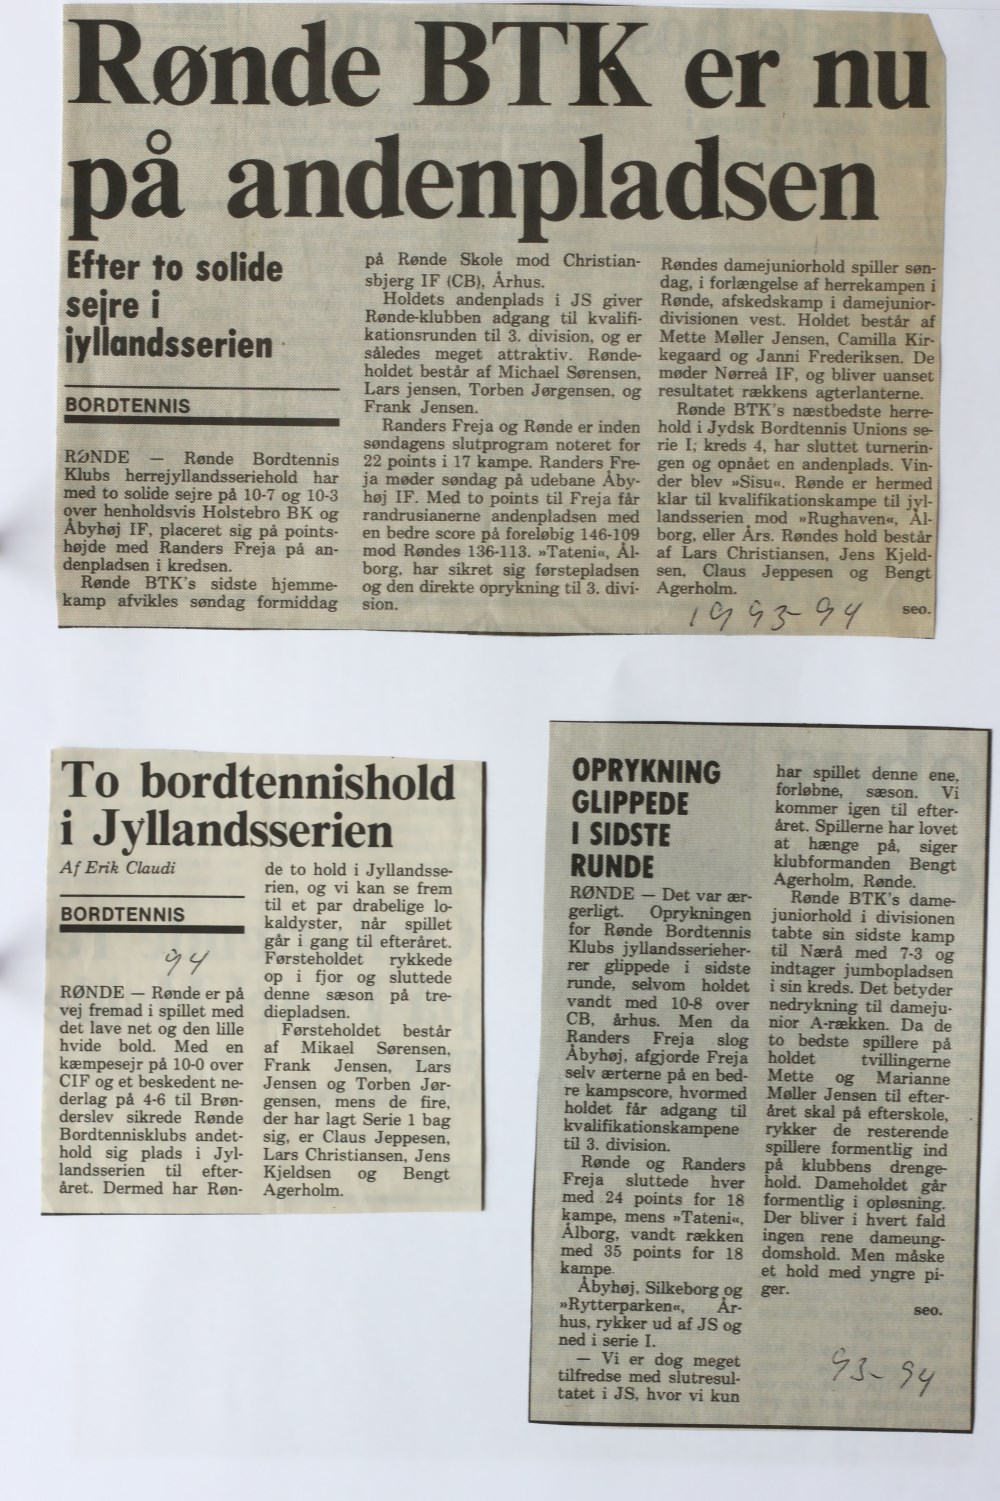 Rønde BTK er nu
på andenpladsen
Efter to solide
sejre i
jyllandsserien
BORDTENNIS
RØNDE — Rønde Bordtennis
Klubs herrejyllandsseriehold har
med to solide sejre på 10-7 og 10-3
over henholdsvis Holstebro BK og
Åbyhøj IF, placeret sig på points-
højde med Randers Freja på an-
denpladsen i kredsen.
Rønde BTK's sidste hjemme-
kamp afvikles søndag formiddag
på Rønde Skole mod Christian-
sbjerg IF (CB), Århus.
Holdets andenplads i JS giver
Rønde-klubben adgang til kvalifi-
kationsrunden til 3. division, og er
således meget attraktiv. Rønde-
holdet består af Michael Sørensen,
Lars jensen, Torben Jørgensen, og
Frank Jensen.
Randers Freja og Rønde er inden
søndagens slutprogram noteret for
22 points i 17 kampe. Randers Fre-
ja møder søndag på udebane Åby-
høj IF. Med to points til Freja får
randrusianerne andenpladsen med
en bedre score på foreløbig 146-109
mod Røndes 136-113. »Tateni«, Ål-
borg, har sikret sig førstepladsen
og den direkte oprykning til 3. divi-
sion.
Røndes damejuniorhold spiller søn-
dag, i forlængelse af herrekampen i
Rønde, afskedskamp i damejunior-
divisionen vest. Holdet består af
Mette Møller Jensen, Camilla Kir-
kegaard og Janni Frederiksen. De
møder Nørreå IF, og bliver uanset
resultatet rækkens agterlanterne.
Rønde BTK's næstbedste herre-
hold i Jydsk Bordtennis Unions se-
rie I; kreds 4, har sluttet turnerin-
gen og opnået en andenplads. Vin-
der blev »Sisu«. Rønde er hermed
klar til kvalifikationskampe til jyl-
landsserien mod »Rughaven«, Ål-
borg, eller Års. Røndes hold består
af Lars Christiansen, Jens Kjeld-
sen, Claus Jeppesen og Bengt
Agerholm.
seo.
1993-94
To bordtennishold
i Jyllandsserien
Af Erik Claudi
BORDTENNIS
94
RØNDE — Rønde er på
vej fremad i spillet med
det lave net og den lille
hvide bold. Med en
kæmpesejr på 10-0 over
CIF og et beskedent ne-
derlag på 4-6 til Brøn-
derslev sikrede Rønde
Bordtennisklubs andet-
hold sig plads i Jyl-
landsserien til efter-
året. Dermed har Røn-
de to hold i Jyllandsse-
rien, og vi kan se frem
til et par drabelige lo-
kaldyster, når spillet
går i gang til efteråret.
Førsteholdet rykkede
op i fjor og sluttede
denne sæson på tre-
diepladsen.
Førsteholdet består
af Mikael Sørensen,
Frank Jensen, Lars
Jensen og Torben Jør-
gensen, mens de fire,
der har lagt Serie 1 bag
sig, er Claus Jeppesen,
Lars Christiansen, Jens
Kjeldsen og Bengt
Agerholm.
OPRYKNING
GLIPPEDE
I SIDSTE
RUNDE
RØNDE — Det var ær-
gerligt. Oprykningen
for Rønde Bordtennis
Klubs jyllandsserieher-
rer glippede i sidste
runde, selvom holdet
vandt med 10-8 over
CB, århus. Men da
Randers Freja slog
Åbyhøj, afgjorde Freja
selv ærterne på en bed-
re kampscore, hvormed
holdet får adgang til
kvalifikationskampene
til 3. division.
Rønde og Randers
Freja sluttede hver
med 24 points for 18
kampe, mens »Tateni«,
Ålborg, vandt rækken
med 35 points for 18
kampe.
Åbyhøj, Silkeborg og
»Rytterparken«, År-
hus, rykker ud af JS og
ned i serie I.
— Vi er dog meget
tilfredse med slutresul-
tatet i JS, hvor vi kun
har spillet denne ene,
forløbne, sæson. Vi
kommer igen til efter-
året. Spillerne har lovet
at hænge på, siger
klubformanden Bengt
Agerholm, Rønde.
Rønde BTK's dame-
juniorhold i divisionen
tabte sin sidste kamp
til Nærå med 7-3 og
indtager jumbopladsen
i sin kreds. Det betyder
nedrykning til dameju-
nior A-rækken. Da de
to bedste spillere på
holdet tvillingerne
Mette og Marianne
Møller Jensen til efter-
året skal på efterskole,
rykker de resterende
spillere formentlig ind
på klubbens drenge-
hold. Dameholdet går
formentlig i opløsning.
Der bliver i hvert fald
ingen rene dameung-
domshold. Men måske
et hold med yngre pi-
ger.
seo.
93-94